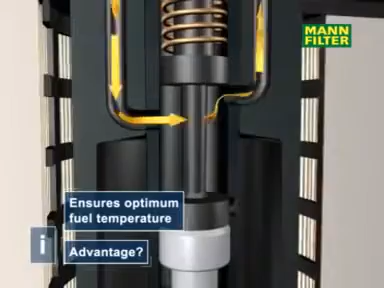 MANN
FILTER
Ensures optimum
fuel temperature
i
Advantage?